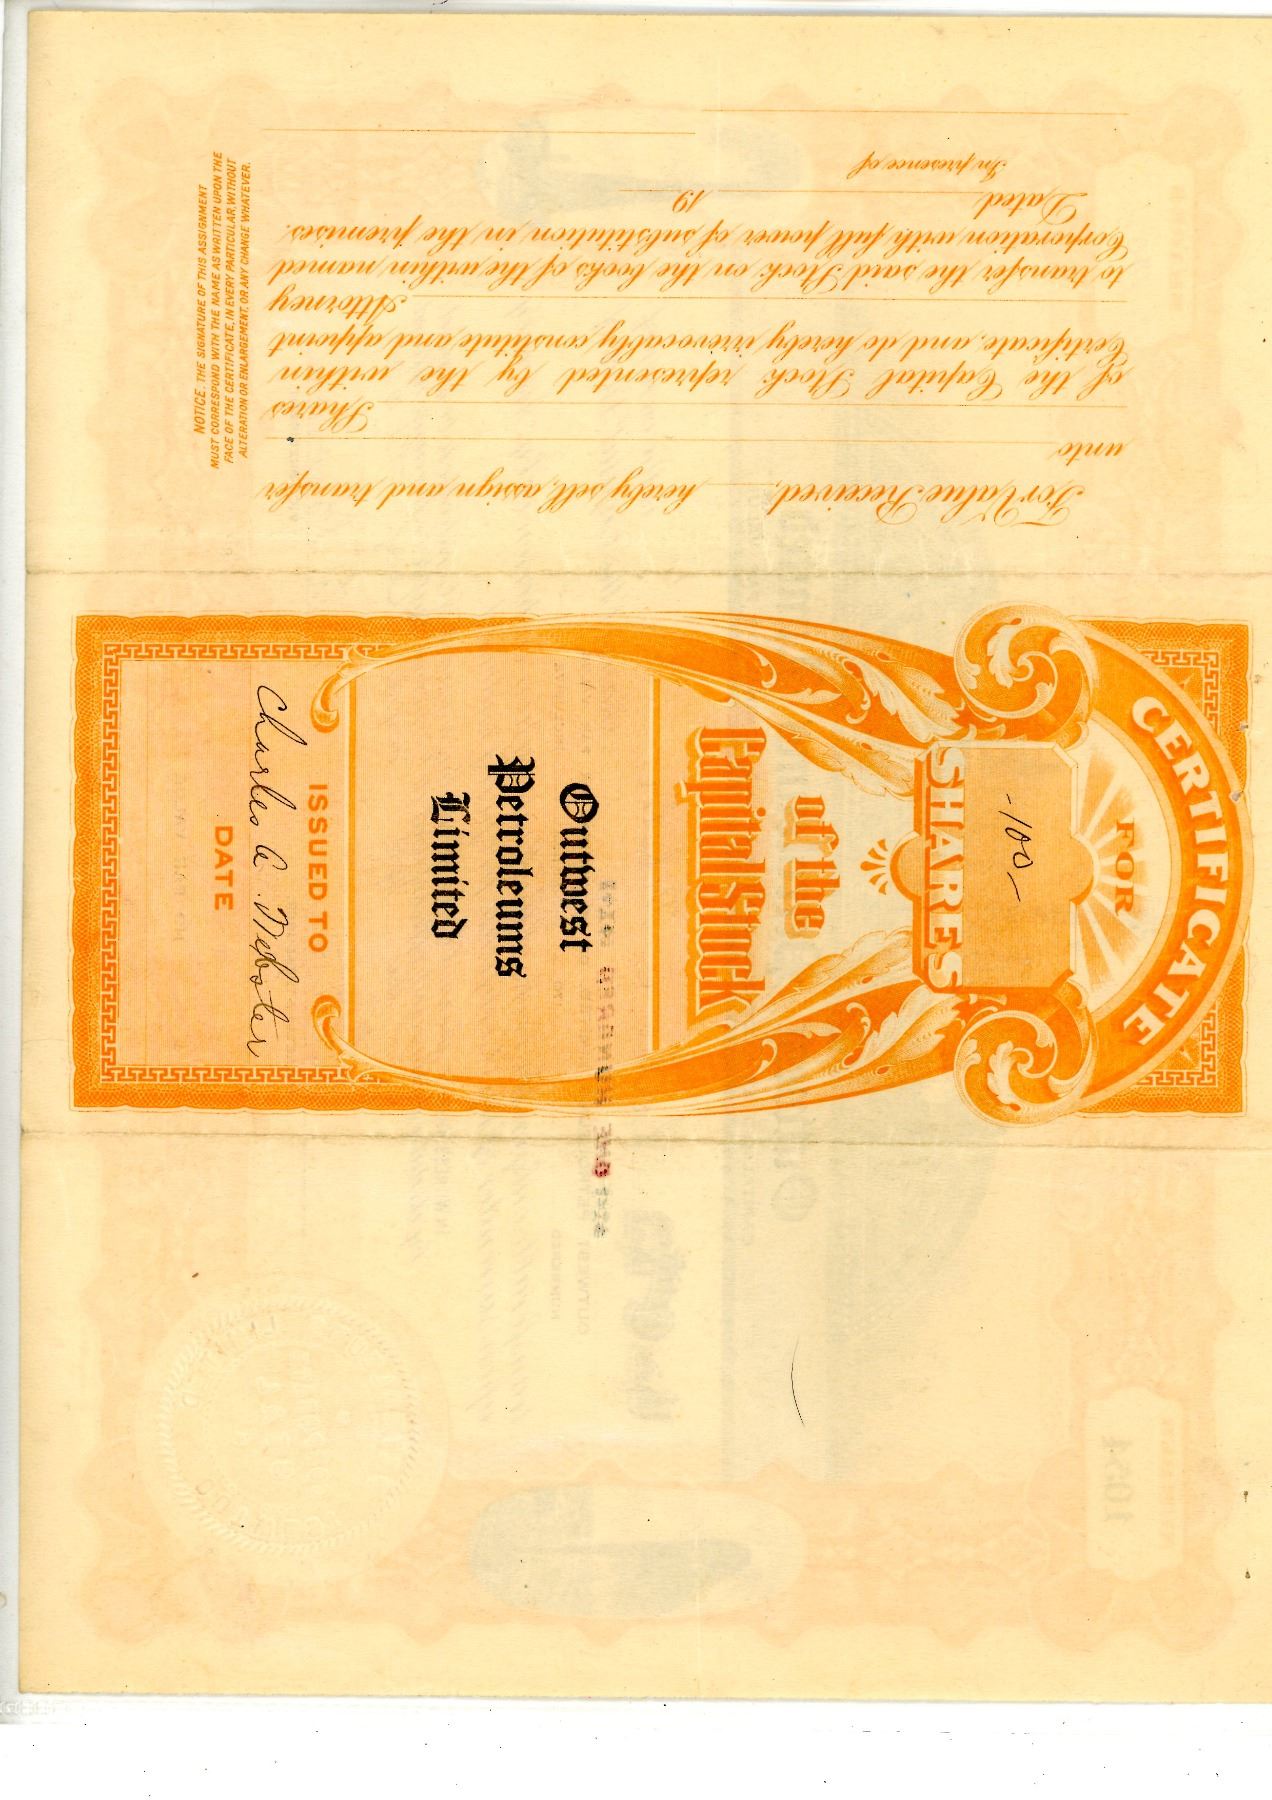 CERTIFICATE
FOR
-100-
SHARES
of the
Capital Stock
Outwest
Petroleums
Limited
ISSUED TO
Charles A. Webster
DATE
For Value Received, hereby sell, assign and transfer
unto
Shares
of the Capital Stock represented by the within
Certificate, and do hereby irrevocably constitute and appoint
Attorney
to transfer the said Stock on the books of the within named
Corporation with full power of substitution in the premises.
Dated 19
In presence of
NOTICE. THE SIGNATURE OF THIS ASSIGNMENT
MUST CORRESPOND WITH THE NAME AS WRITTEN UPON THE
FACE OF THE CERTIFICATE, IN EVERY PARTICULAR, WITHOUT
ALTERATION OR ENLARGEMENT, OR ANY CHANGE WHATEVER.
1054